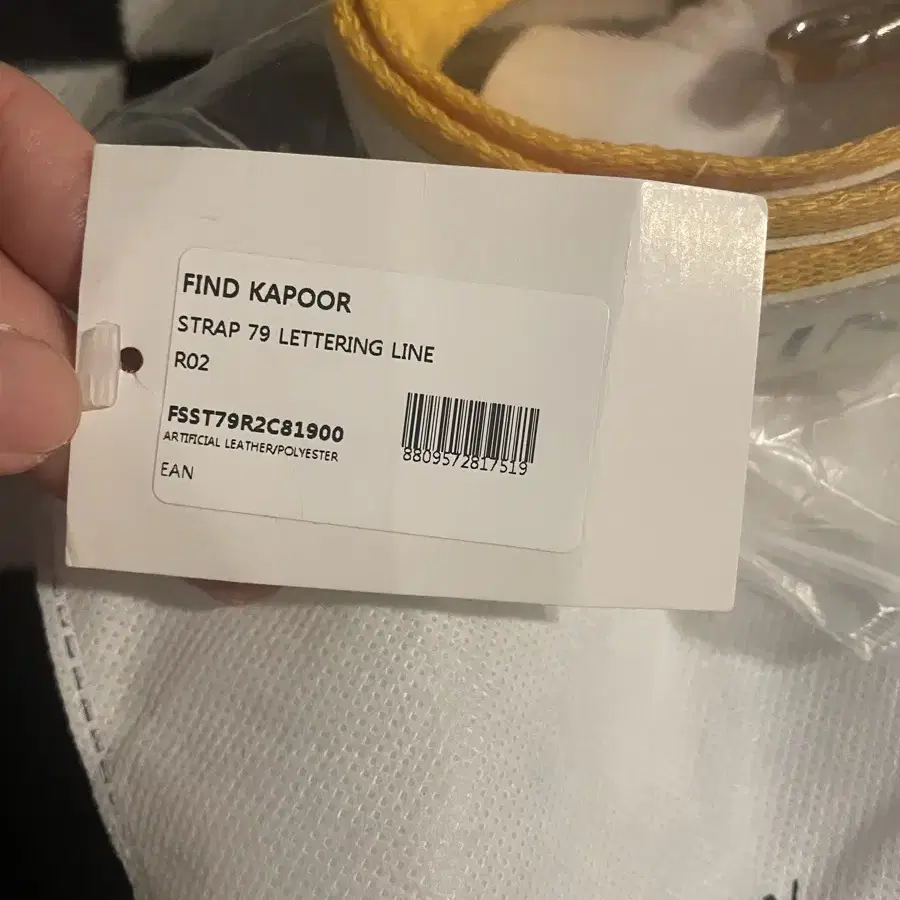 FIND KAPOOR
STRAP 79 LETTERING LINE
R02
FSST79R2C81900
ARTIFICIAL LEATHER/POLYESTER
EAN
8809572817519